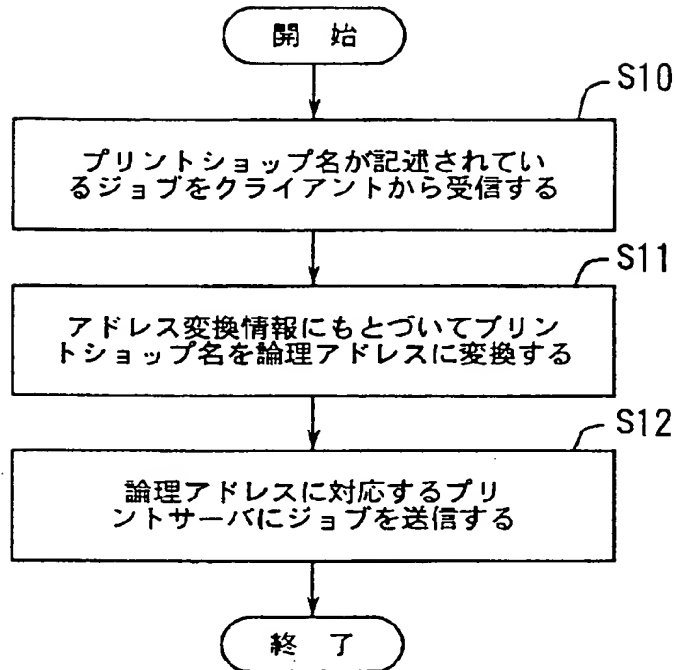 開 始
S10
プリントショップ名が記述されてい
るジョブをクライアントから受信する
S11
アドレス変換情報にもとづいてプリン
トショップ名を論理アドレスに変換する
S12
論理アドレスに対応するプリ
ントサーバにジョブを送信する
終 了